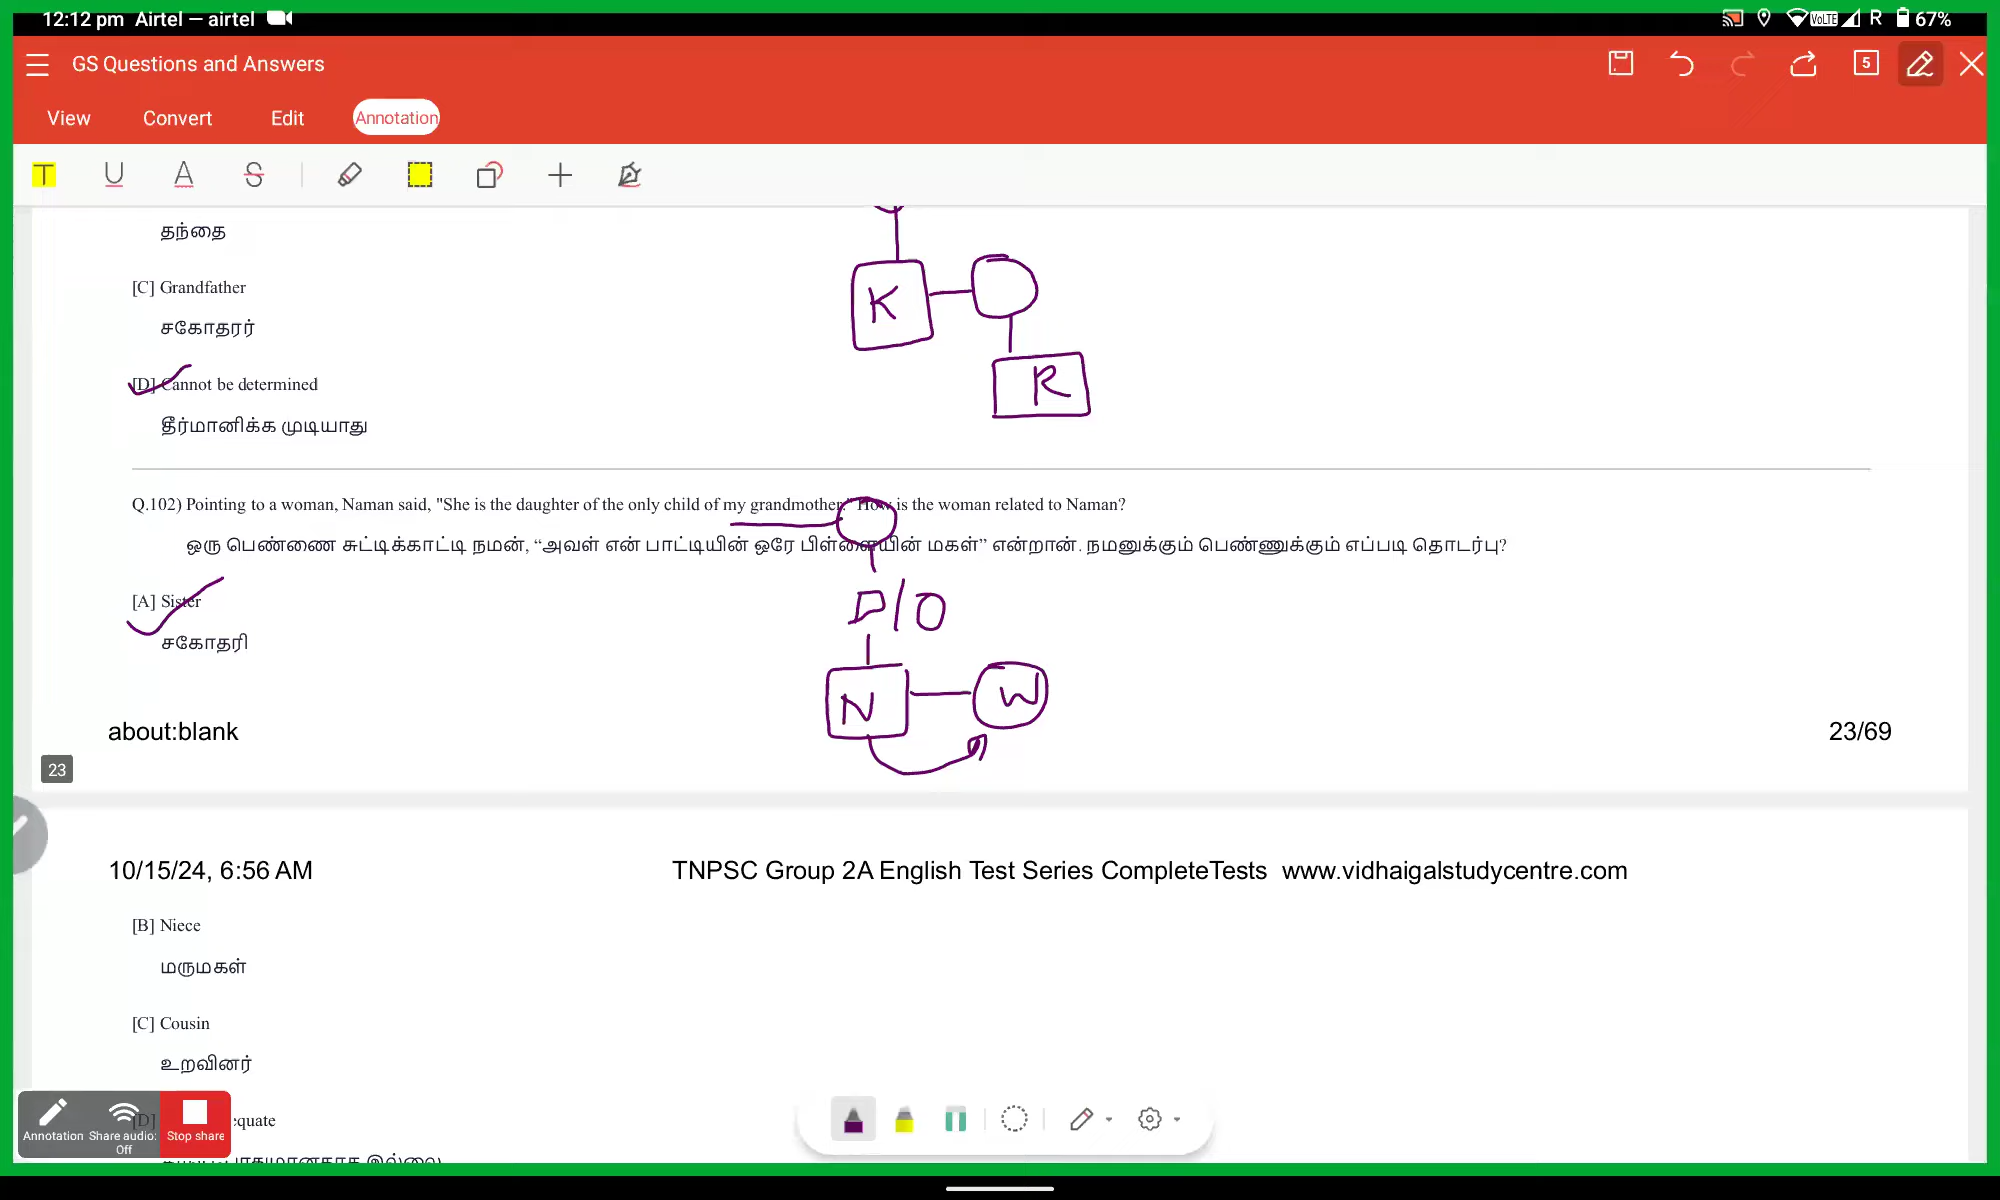 12:12 pm Airtel — airtel VoLTE R 67%
GS Questions and Answers 5
View Convert Edit Annotation
T U A S
தந்தை
[C] Grandfather
சகோதரர்
[D] Cannot be determined
தீர்மானிக்க முடியாது
K
R
Q.102) Pointing to a woman, Naman said, "She is the daughter of the only child of my grandmother." How is the woman related to Naman?
ஒரு பெண்ணை சுட்டிக்காட்டி நமன், “அவள் என் பாட்டியின் ஒரே பிள்ளையின் மகள்” என்றான். நமனுக்கும் பெண்ணுக்கும் எப்படி தொடர்பு?
[A] Sister
சகோதரி
N W
about:blank 23/69
23
10/15/24, 6:56 AM TNPSC Group 2A English Test Series CompleteTests www.vidhaigalstudycentre.com
[B] Niece
மருமகள்
[C] Cousin
உறவினர்
[D] equate
Annotation Share audio: Off Stop share